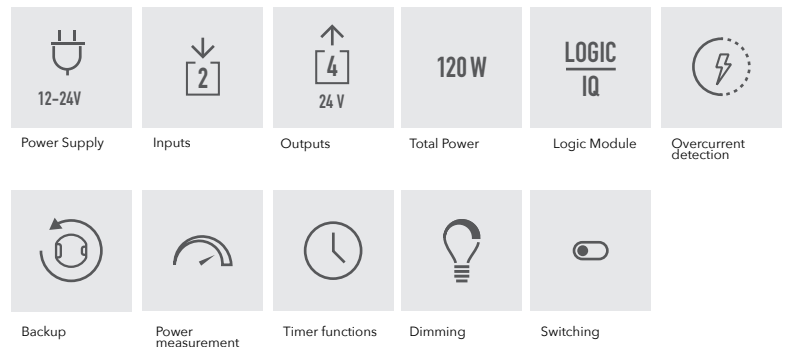 12–24V
Power Supply
2
Inputs
4
24 V
Outputs
120 W
Total Power
LOGIC
IQ
Logic Module
Overcurrent
detection
Backup
Power
measurement
Timer functions
Dimming
Switching